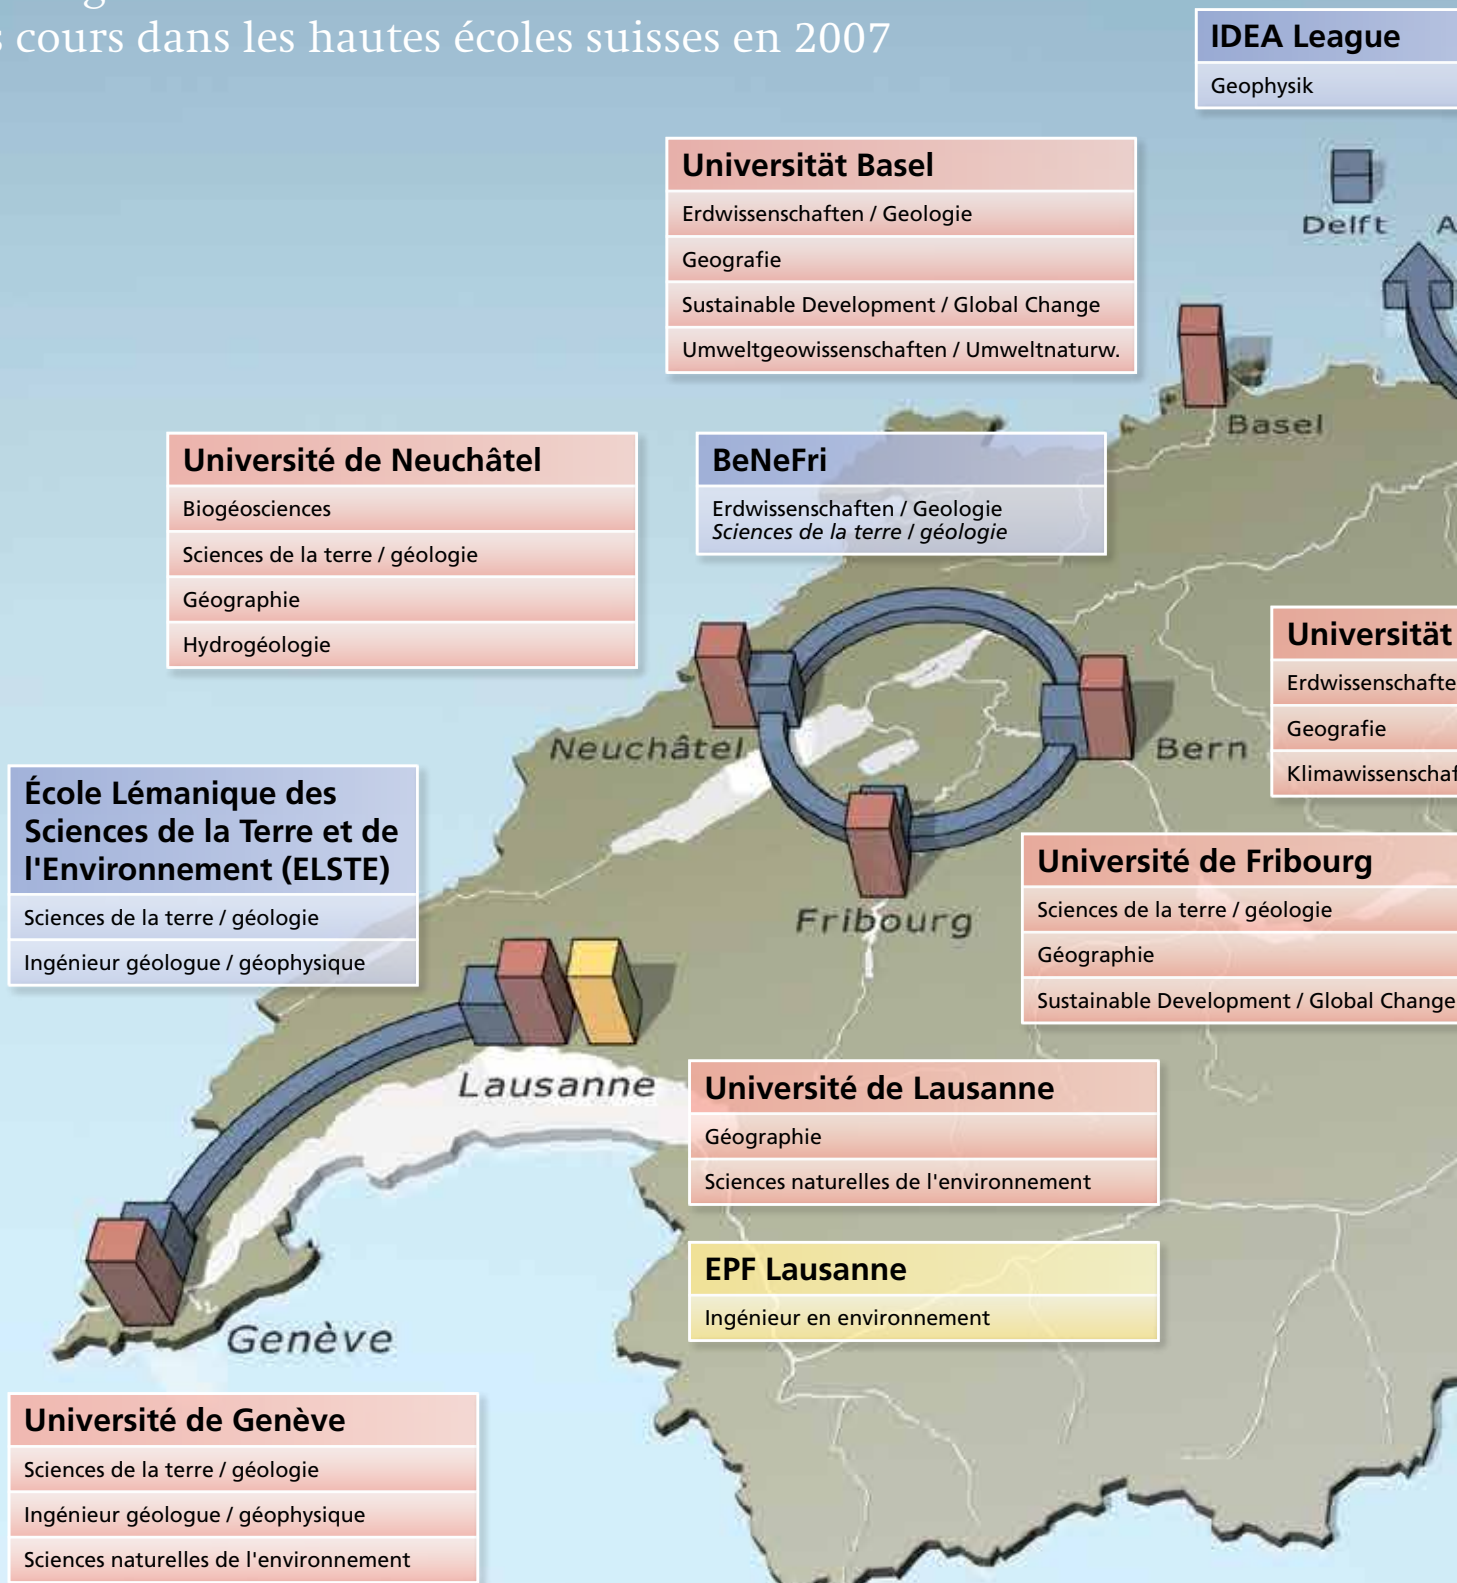 s cours dans les hautes écoles suisses en 2007
IDEA League
Geophysik
Universität Basel
Erdwissenschaften / Geologie
Geografie
Sustainable Development / Global Change
Umweltgeowissenschaften / Umweltnaturw.
Delft
Basel
Université de Neuchâtel
Biogéosciences
Sciences de la terre / géologie
Géographie
Hydrogéologie
BeNeFri
Erdwissenschaften / Geologie
Sciences de la terre / géologie
Universität
Erdwissenschafte
Geografie
Klimawissenschaf
Neuchâtel
Bern
École Lémanique des
Sciences de la Terre et de
l'Environnement (ELSTE)
Sciences de la terre / géologie
Ingénieur géologue / géophysique
Université de Fribourg
Sciences de la terre / géologie
Géographie
Sustainable Development / Global Change
Fribourg
Lausanne
Université de Lausanne
Géographie
Sciences naturelles de l'environnement
EPF Lausanne
Ingénieur en environnement
Genève
Université de Genève
Sciences de la terre / géologie
Ingénieur géologue / géophysique
Sciences naturelles de l'environnement